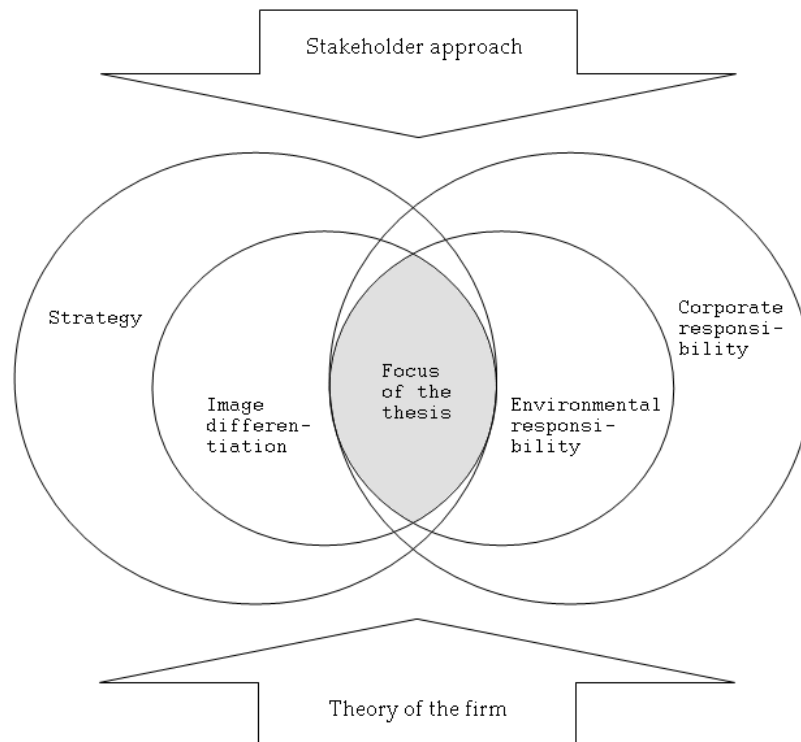 Stakeholder approach
Strategy
Corporate
responsi-
bility
Focus
of the
thesis
Image
differen-
tiation
Environmental
responsi-
bility
Theory of the firm